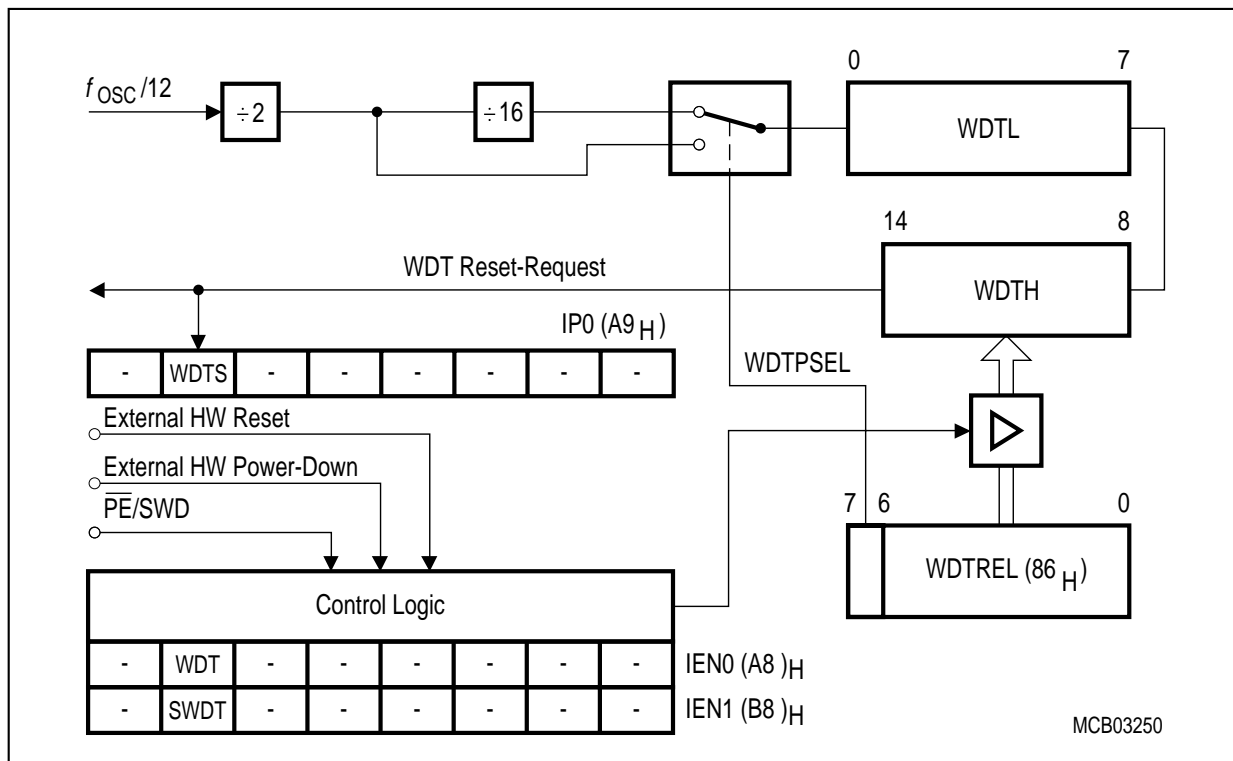 f OSC /12
÷2
÷16
0 7
WDTL
14 8
WDTH
WDT Reset-Request
IP0 (A9 H )
- WDTS - - - - - -
WDTPSEL
External HW Reset
External HW Power-Down
PE/SWD
7 6 0
WDTREL (86 H )
Control Logic
- WDT - - - - - -
IEN0 (A8 ) H
- SWDT - - - - - -
IEN1 (B8 ) H
MCB03250